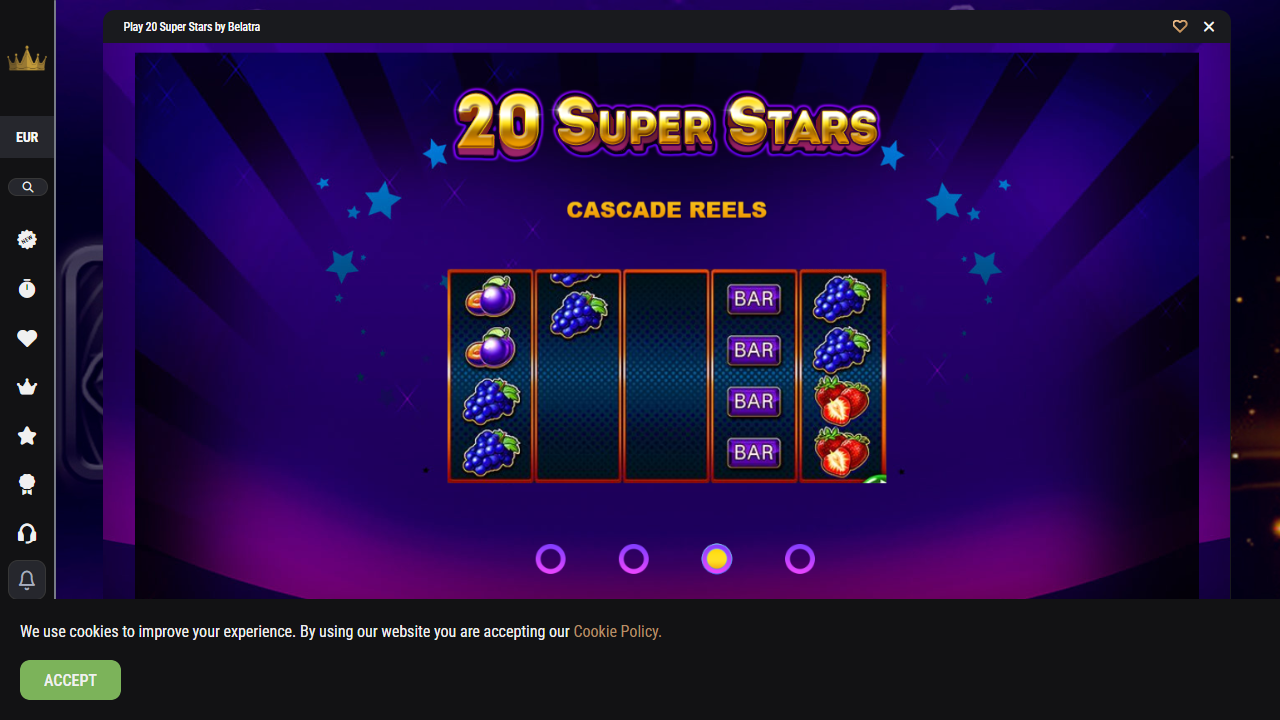 Play 20 Super Stars by Belatra
EUR
NEW
20 SUPER STARS
CASCADE REELS
BAR
BAR
BAR
BAR
We use cookies to improve your experience. By using our website you are accepting our Cookie Policy.
ACCEPT